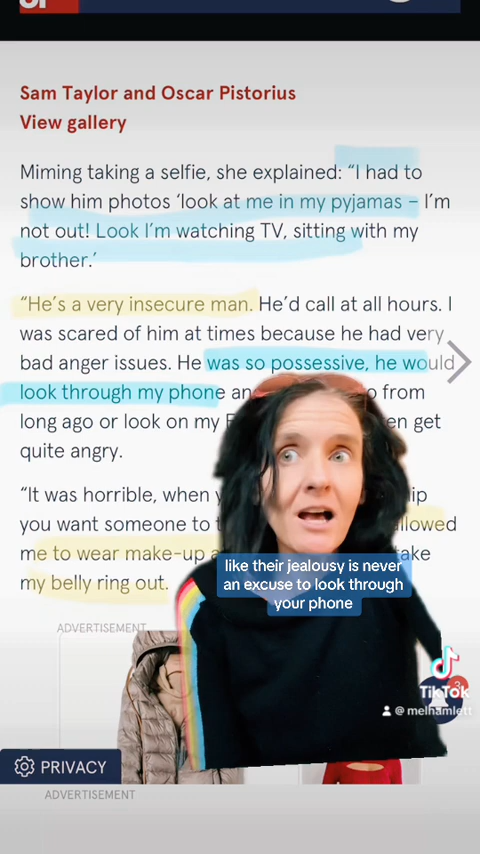 Sam Taylor and Oscar Pistorius
View gallery
Miming taking a selfie, she explained: “I had to
show him photos ‘look at me in my pyjamas – I’m
not out! Look I’m watching TV, sitting with my
brother.’
“He’s a very insecure man. He’d call at all hours. I
was scared of him at times because he had very
bad anger issues. He was so possessive, he would
look through my phone an from
long ago or look on my get
quite angry.
“It was horrible, when
you want someone to
me to wear make-up
my belly ring out.
like their jealousy is never
an excuse to look through
your phone
ADVERTISEMENT
3
TikTok
@melhamlett
PRIVACY
ADVERTISEMENT